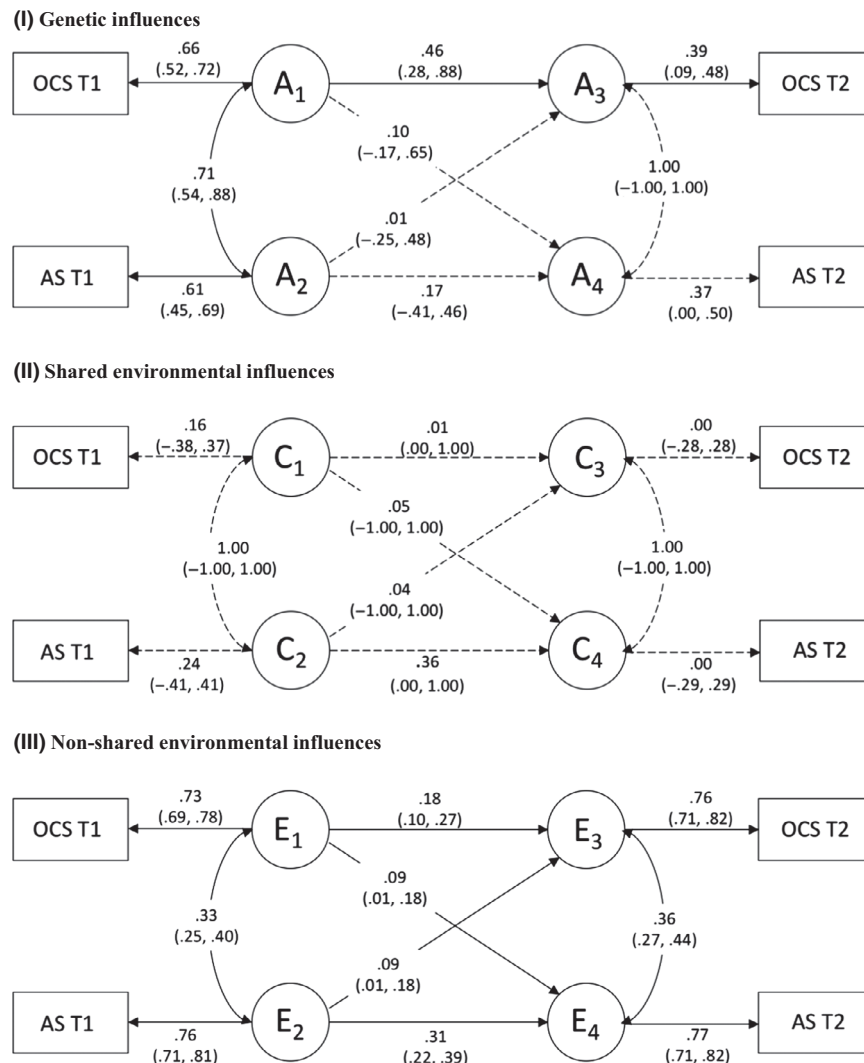 (I) Genetic influences
.66
(.52, .72)
.46
(.28, .88)
.39
(.09, .48)
OCS T1
A1
A3
OCS T2
.10
(−.17, .65)
.71
(.54, .88)
1.00
(−1.00, 1.00)
.01
(−.25, .48)
AS T1
A2
A4
AS T2
.61
(.45, .69)
.17
(−.41, .46)
.37
(.00, .50)
(II) Shared environmental influences
.16
(−.38, .37)
.01
(.00, 1.00)
.00
(−.28, .28)
OCS T1
C1
C3
OCS T2
.05
(−1.00, 1.00)
1.00
(−1.00, 1.00)
1.00
(−1.00, 1.00)
.04
(−1.00, 1.00)
AS T1
C2
C4
AS T2
.24
(−.41, .41)
.36
(.00, 1.00)
.00
(−.29, .29)
(III) Non-shared environmental influences
.73
(.69, .78)
.18
(.10, .27)
.76
(.71, .82)
OCS T1
E1
E3
OCS T2
.09
(.01, .18)
.33
(.25, .40)
.36
(.27, .44)
.09
(.01, .18)
AS T1
E2
E4
AS T2
.76
(.71, .81)
.31
(.22, .39)
.77
(.71, .82)